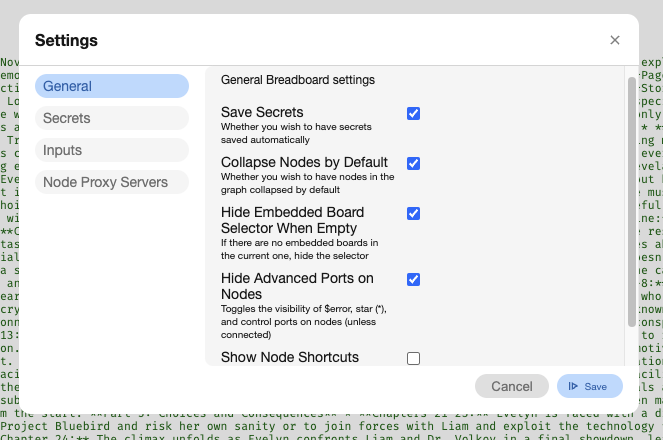 Settings
General
Secrets
Inputs
Node Proxy Servers
General Breadboard settings
Save Secrets
Whether you wish to have secrets
saved automatically
Collapse Nodes by Default
Whether you wish to have nodes in the
graph collapsed by default
Hide Embedded Board
Selector When Empty
If there are no embedded boards in
the current one, hide the selector
Hide Advanced Ports on
Nodes
Toggles the visibility of $error, star (*),
and control ports on nodes (unless
connected)
Show Node Shortcuts
Cancel
Save
m the start. **Part 5: Choices and Consequences** * **Chapters 21-23:** Evelyn is faced with a d
Project Bluebird and risk her own sanity or to join forces with Liam and exploit the technology
Chapter 24:** The climax unfolds as Evelyn confronts Liam and Dr. Volkov in a final showdown.